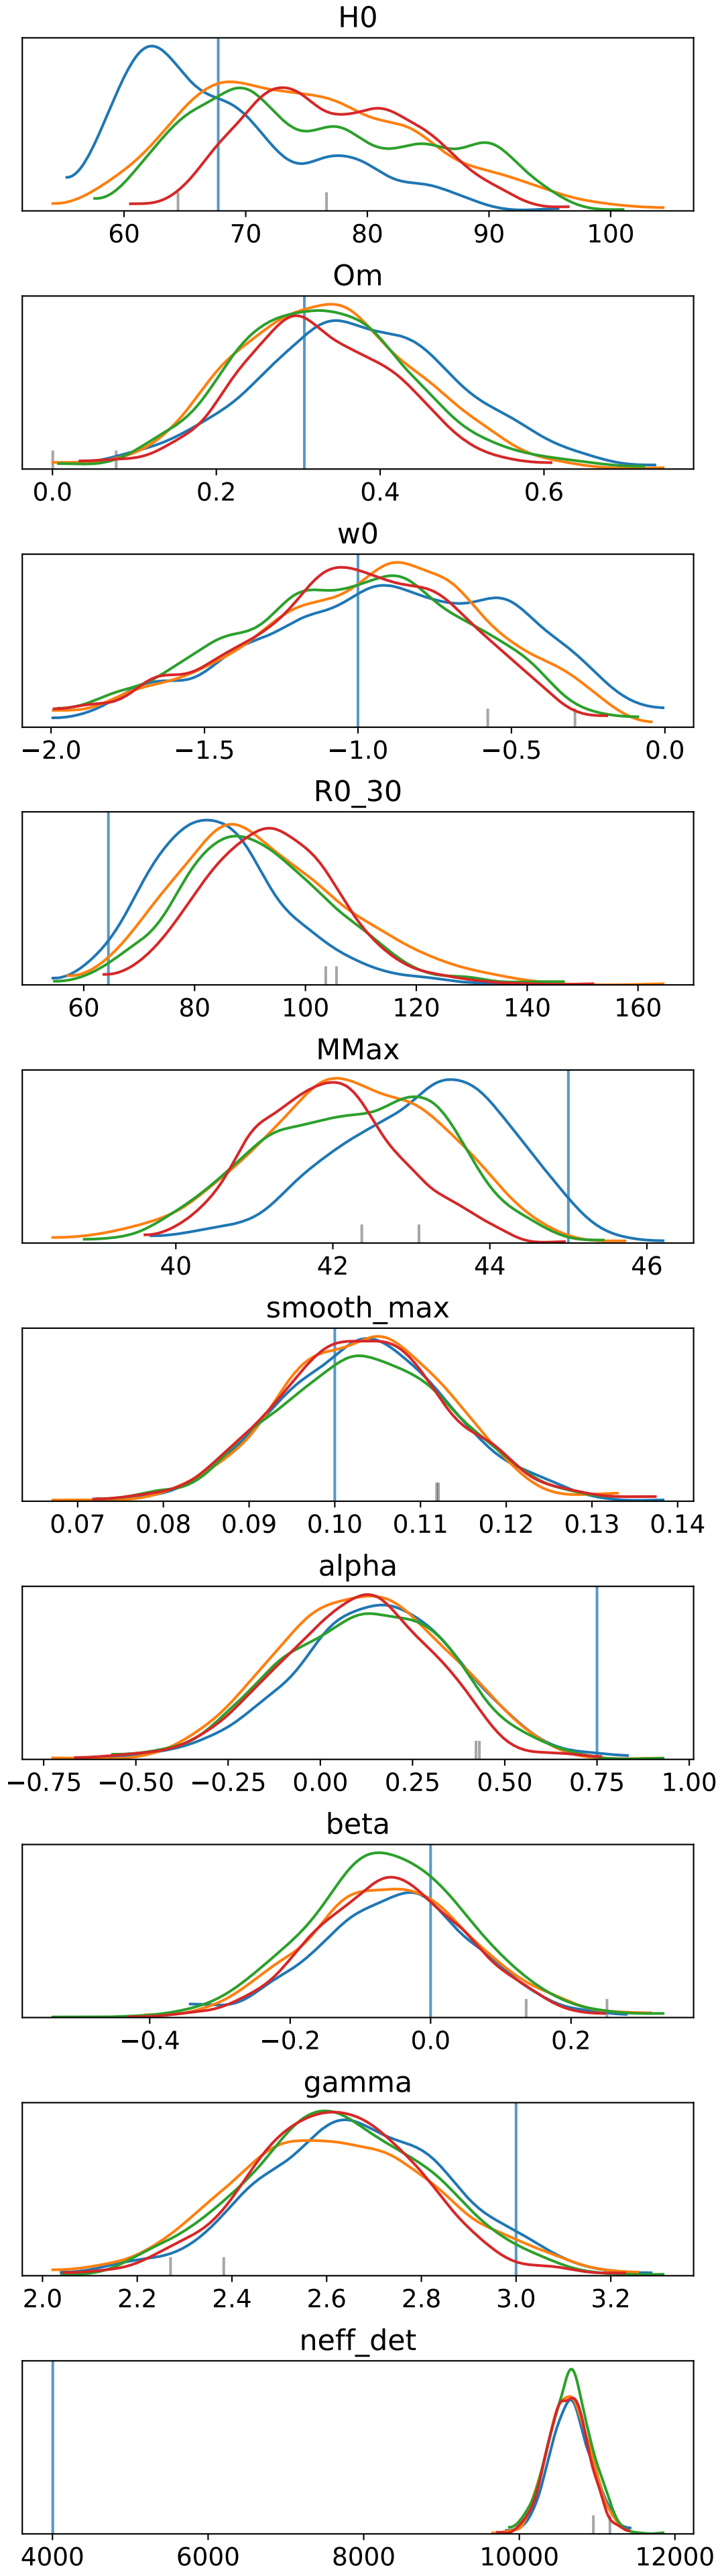 H0
60 70 80 90 100
Om
0.0 0.2 0.4 0.6
w0
−2.0 −1.5 −1.0 −0.5 0.0
R0_30
60 80 100 120 140 160
MMax
40 42 44 46
smooth_max
0.07 0.08 0.09 0.10 0.11 0.12 0.13 0.14
alpha
−0.75 −0.50 −0.25 0.00 0.25 0.50 0.75 1.00
beta
−0.4 −0.2 0.0 0.2
gamma
2.0 2.2 2.4 2.6 2.8 3.0 3.2
neff_det
4000 6000 8000 10000 12000